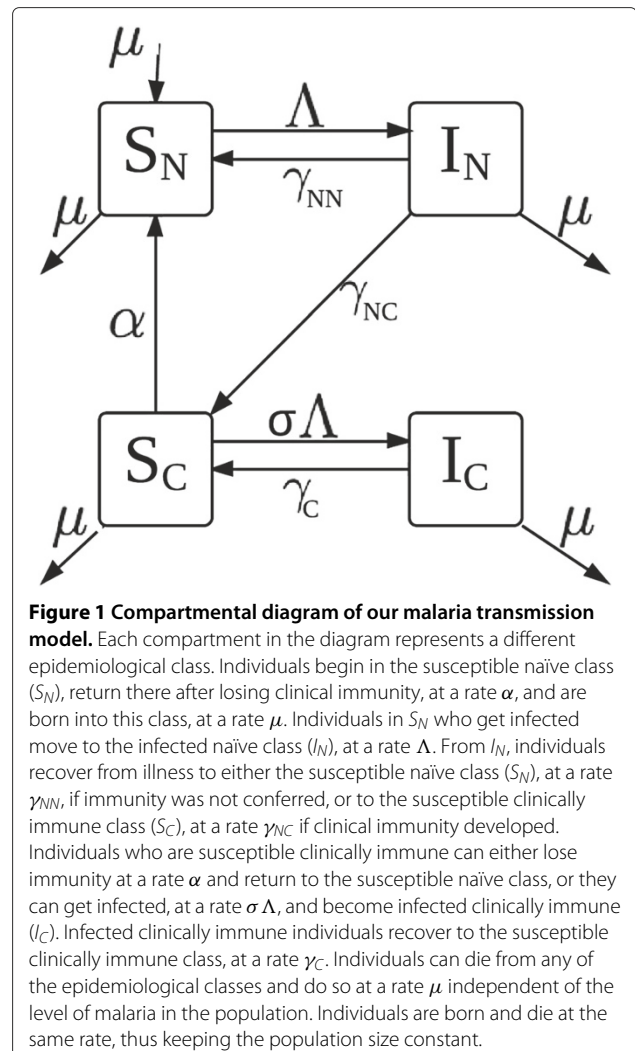 μ
S_N Λ I_N
γ_NN
μ μ
α γ_NC
S_C σΛ I_C
γ_C
μ μ
Figure 1 Compartmental diagram of our malaria transmission
model. Each compartment in the diagram represents a different
epidemiological class. Individuals begin in the susceptible naïve class
(S_N), return there after losing clinical immunity, at a rate α, and are
born into this class, at a rate μ. Individuals in S_N who get infected
move to the infected naïve class (I_N), at a rate Λ. From I_N, individuals
recover from illness to either the susceptible naïve class (S_N), at a rate
γ_NN, if immunity was not conferred, or to the susceptible clinically
immune class (S_C), at a rate γ_NC if clinical immunity developed.
Individuals who are susceptible clinically immune can either lose
immunity at a rate α and return to the susceptible naïve class, or they
can get infected, at a rate σΛ, and become infected clinically immune
(I_C). Infected clinically immune individuals recover to the susceptible
clinically immune class, at a rate γ_C. Individuals can die from any of
the epidemiological classes and do so at a rate μ independent of the
level of malaria in the population. Individuals are born and die at the
same rate, thus keeping the population size constant.